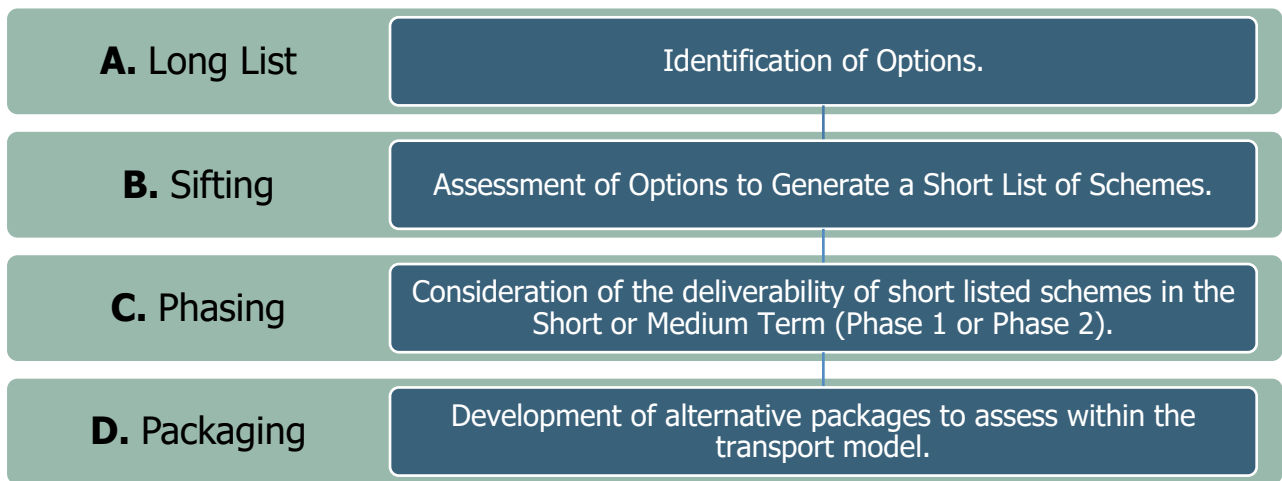 A. Long List
Identification of Options.
B. Sifting
Assessment of Options to Generate a Short List of Schemes.
C. Phasing
Consideration of the deliverability of short listed schemes in the
Short or Medium Term (Phase 1 or Phase 2).
D. Packaging
Development of alternative packages to assess within the
transport model.